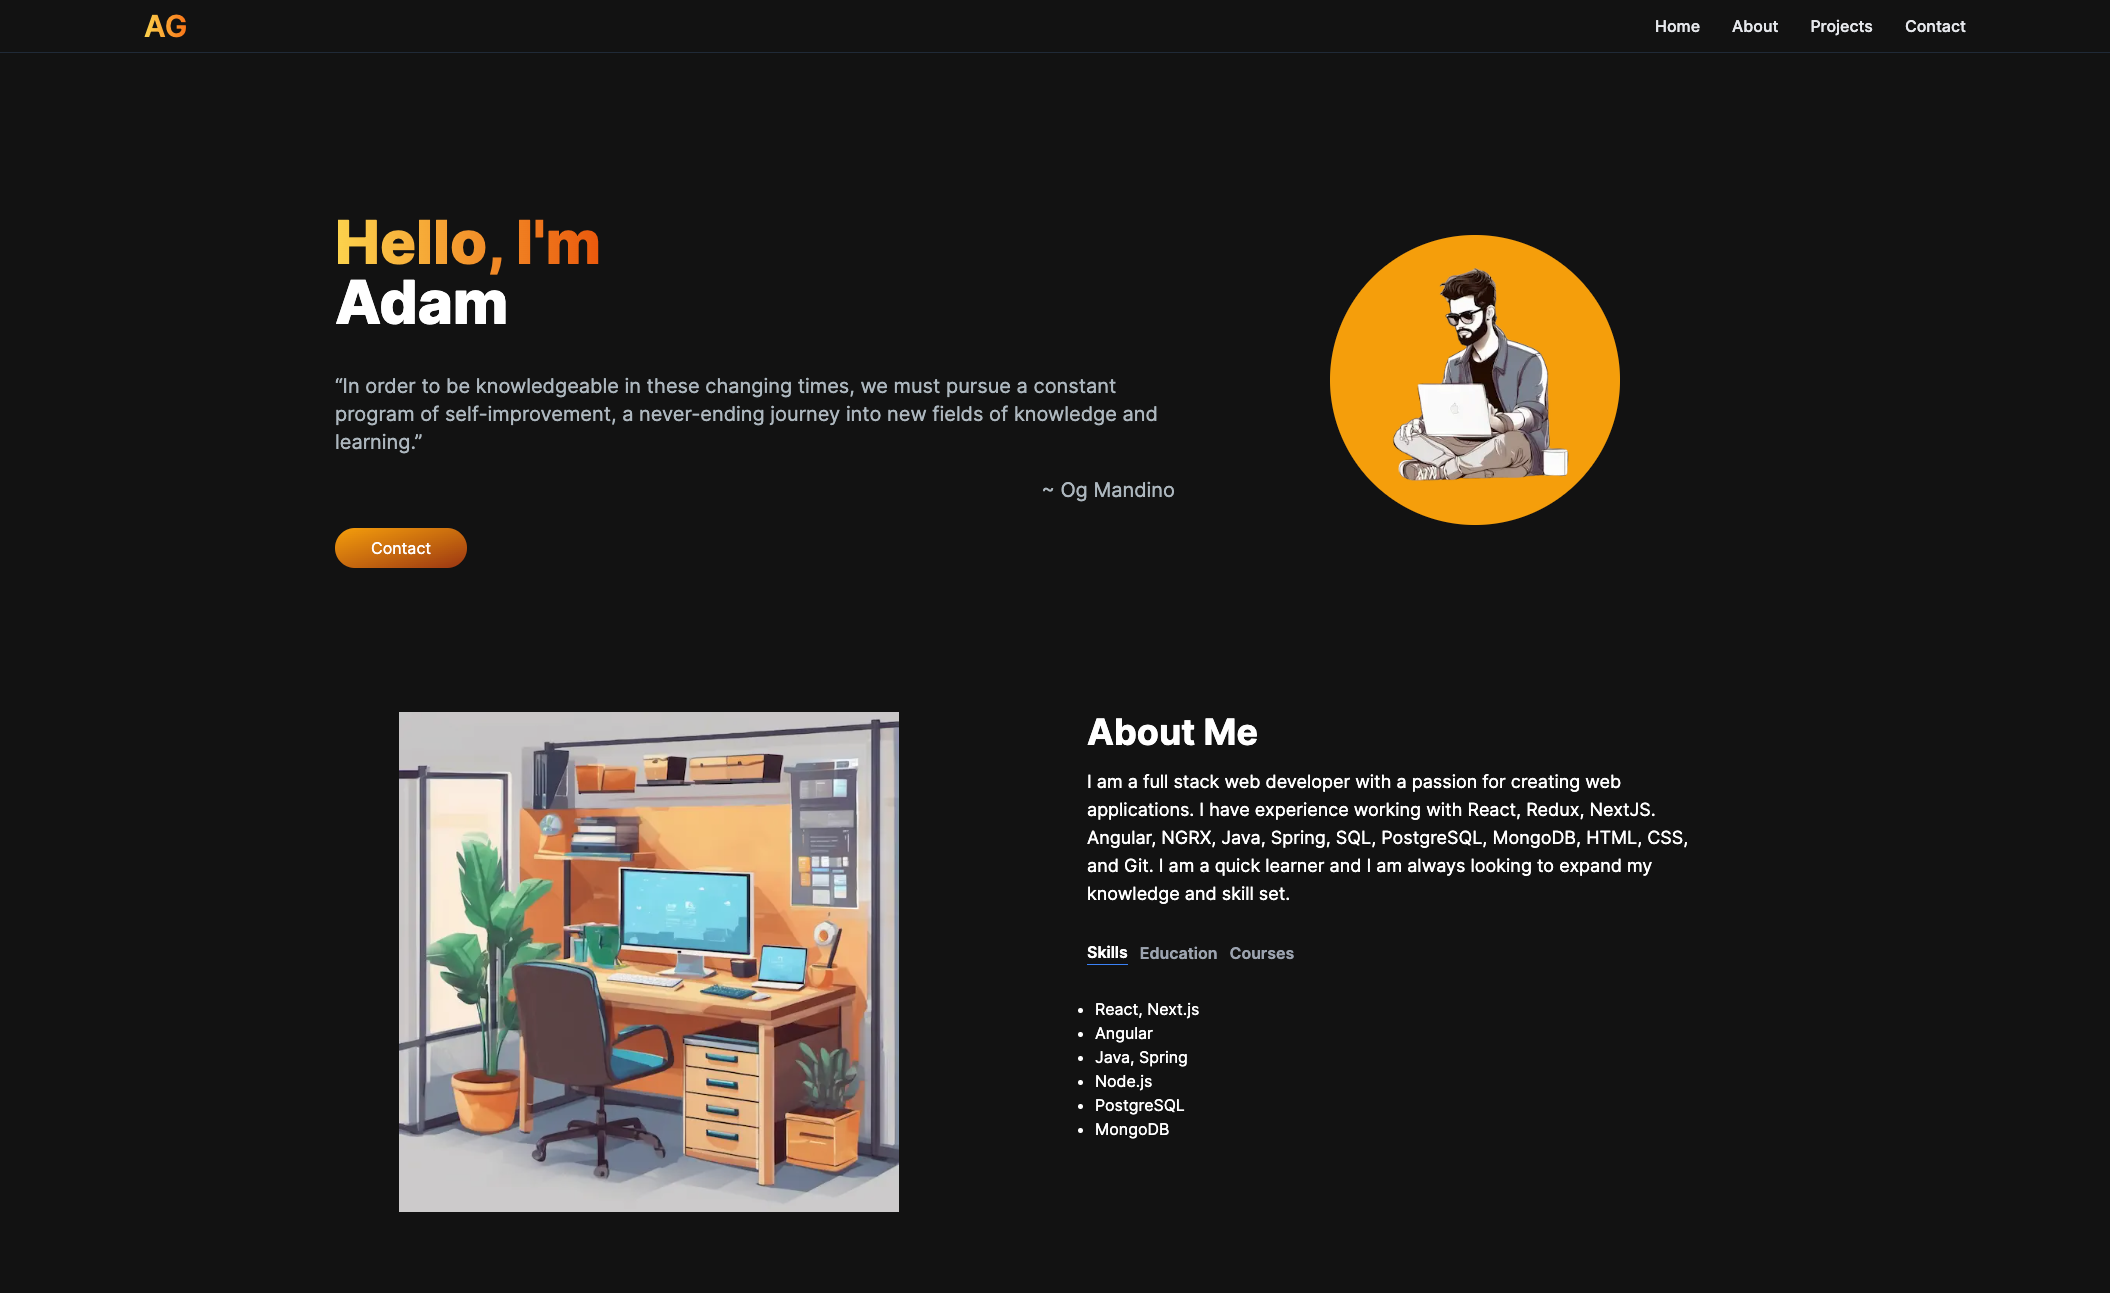 AG
Home
About
Projects
Contact
Hello, I'm
Adam
“In order to be knowledgeable in these changing times, we must pursue a constant
program of self-improvement, a never-ending journey into new fields of knowledge and
learning.”
~ Og Mandino
Contact
About Me
I am a full stack web developer with a passion for creating web
applications. I have experience working with React, Redux, NextJS.
Angular, NGRX, Java, Spring, SQL, PostgreSQL, MongoDB, HTML, CSS,
and Git. I am a quick learner and I am always looking to expand my
knowledge and skill set.
Skills
Education
Courses
React, Next.js
Angular
Java, Spring
Node.js
PostgreSQL
MongoDB